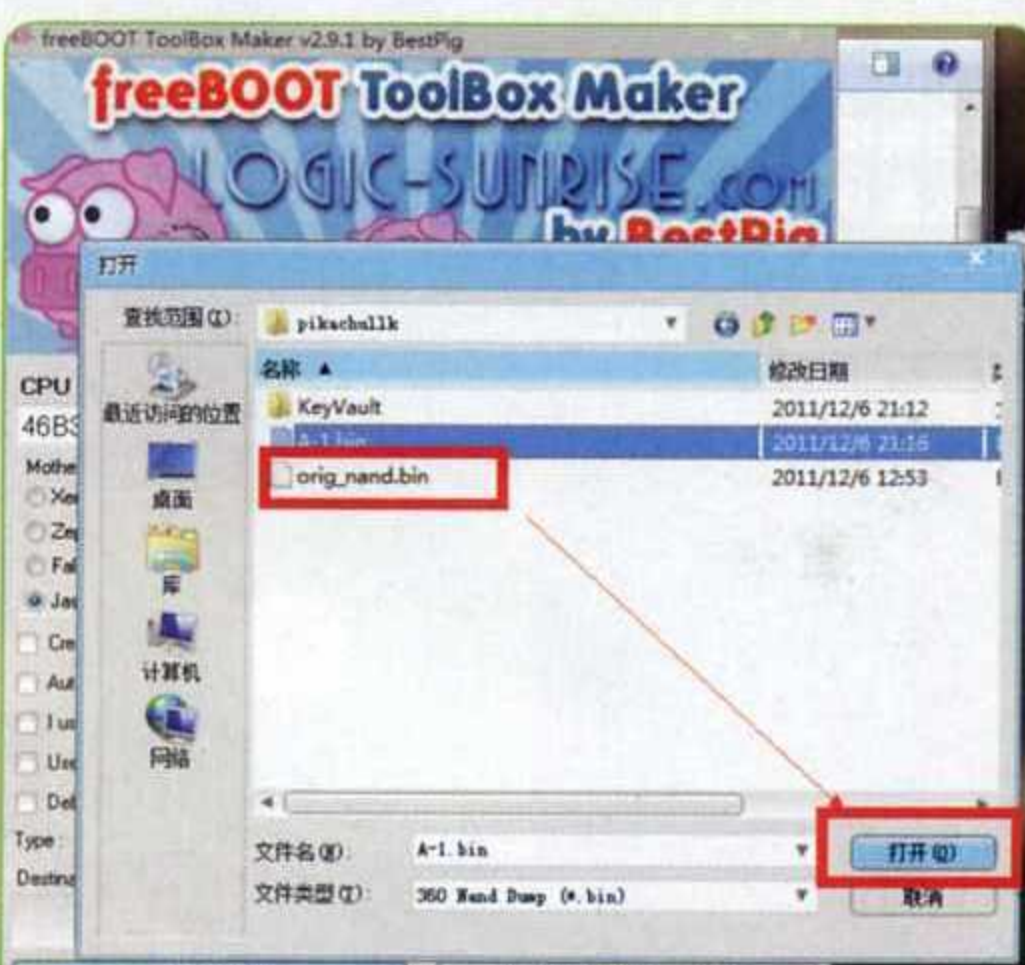 freeBOOT ToolBox Maker v2.9.1 by BestPig
freeBOOT ToolBox Maker
LOGIC-SUNRISE.COM
by BestPig
打开
查找范围(I):
pikachullk
名称
修改日期
KeyVault
2011/12/6 21:12
A-1.bin
2011/12/6 21:16
orig_nand.bin
2011/12/6 12:53
最近访问的位置
桌面
库
计算机
网络
CPU
46B3
Mothe
Xe
Ze
Fal
Jas
Cre
Aut
I us
Use
Del
Type :
Destina
文件名(N):
A-1.bin
打开(O)
文件类型(T):
360 Nand Dump (*.bin)
取消